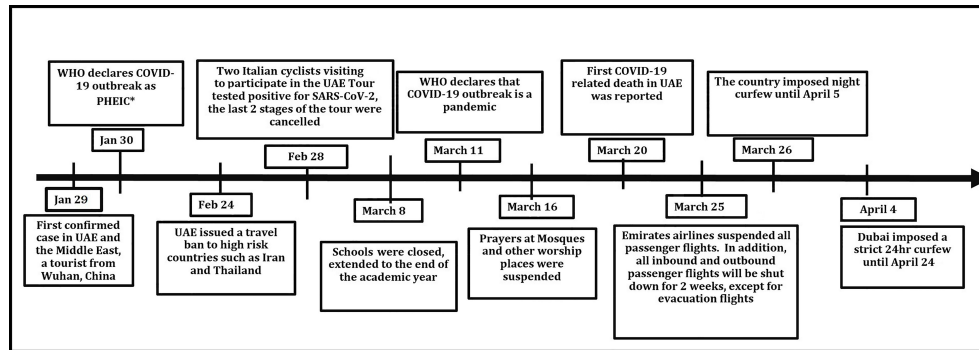 WHO declares COVID-
19 outbreak as
PHEIC*
Jan 30
Two Italian cyclists visiting
to participate in the UAE Tour
tested positive for SARS-CoV-2,
the last 2 stages of the tour were
cancelled
Feb 28
WHO declares that
COVID-19 outbreak is a
pandemic
March 11
First COVID-19
related death in UAE
was reported
March 20
The country imposed night
curfew until April 5
March 26
Jan 29
First confirmed
case in UAE and
the Middle East,
a tourist from
Wuhan, China
Feb 24
UAE issued a travel
ban to high risk
countries such as Iran
and Thailand
March 8
Schools were closed,
extended to the end of
the academic year
March 16
Prayers at Mosques
and other worship
places were
suspended
March 25
Emirates airlines suspended all
passenger flights.  In addition,
all inbound and outbound
passenger flights will be shut
down for 2 weeks, except for
evacuation flights
April 4
Dubai imposed a
strict 24hr curfew
until April 24